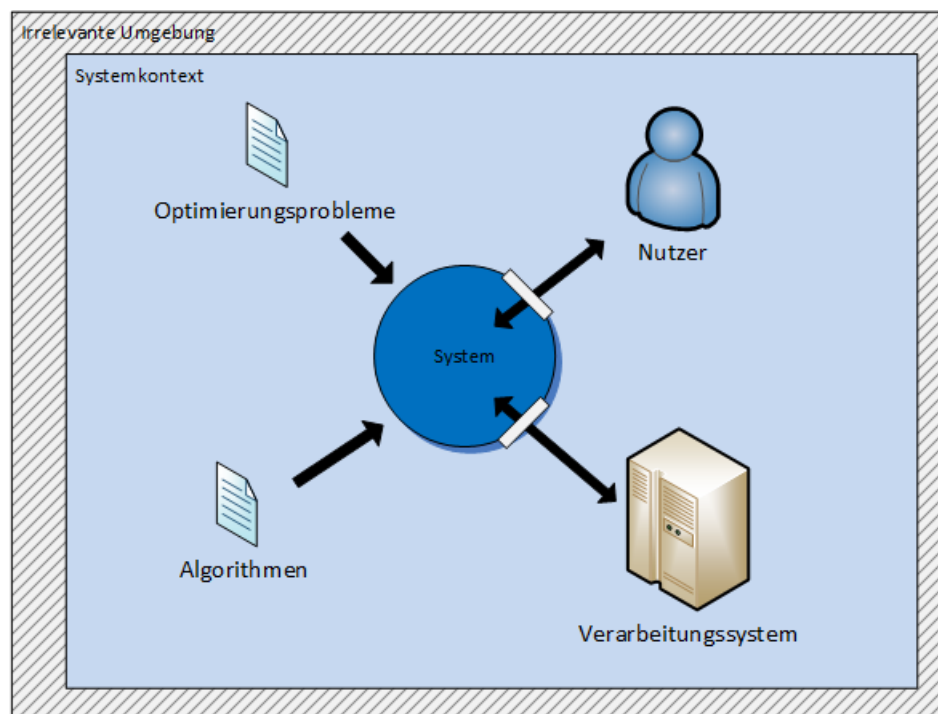 Irrelevante Umgebung
Systemkontext
Optimierungsprobleme
Nutzer
System
Algorithmen
Verarbeitungssystem